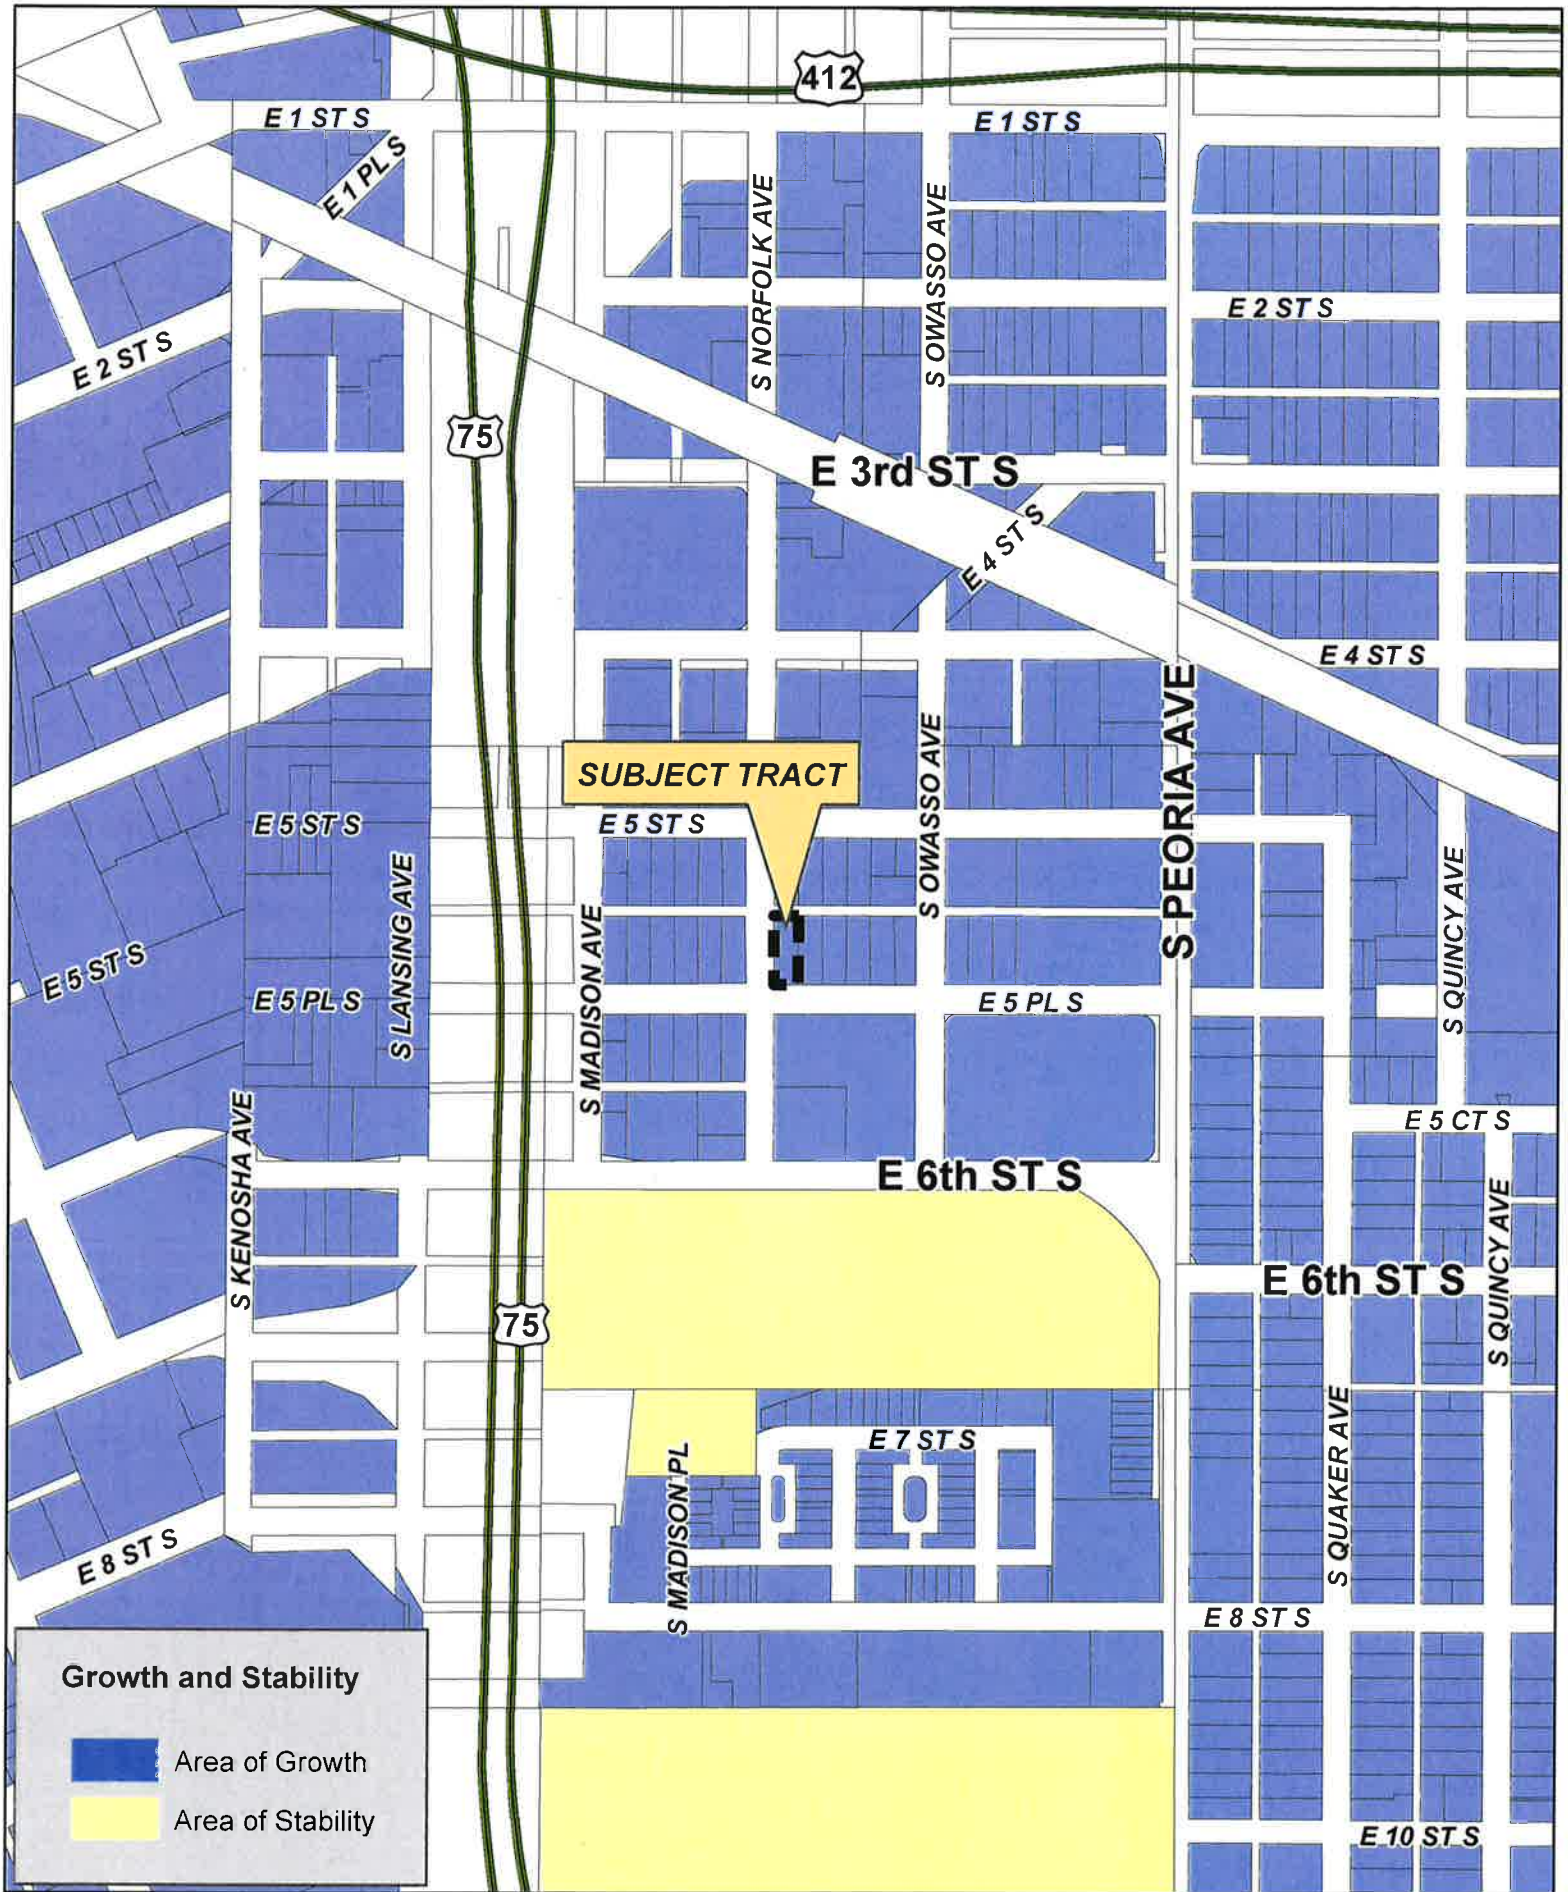 412
E 1 ST S
E 1 ST S
E 1 PL S
S NORFOLK AVE
S OWASSO AVE
E 2 ST S
E 2 ST S
75
E 3rd ST S
E 4 ST S
E 4 ST S
S PEORIA AVE
SUBJECT TRACT
S OWASSO AVE
E 5 ST S
E 5 ST S
S LANSING AVE
S MADISON AVE
S QUINCY AVE
E 5 ST S
E 5 PL S
E 5 PL S
S KENOSHA AVE
E 5 CT S
E 6th ST S
S QUINCY AVE
E 6th ST S
75
S QUAKER AVE
E 7 ST S
S MADISON PL
E 8 ST S
E 8 ST S
Growth and Stability
Area of Growth
Area of Stability
E 10 ST S